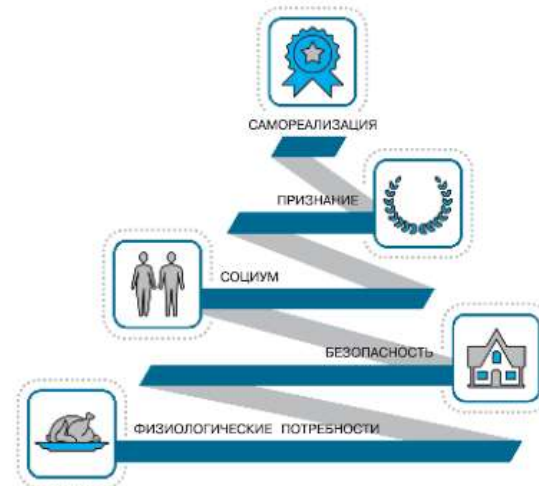 САМОРЕАЛИЗАЦИЯ
ПРИЗНАНИЕ
СОЦИУМ
БЕЗОПАСНОСТЬ
ФИЗИОЛОГИЧЕСКИЕ ПОТРЕБНОСТИ